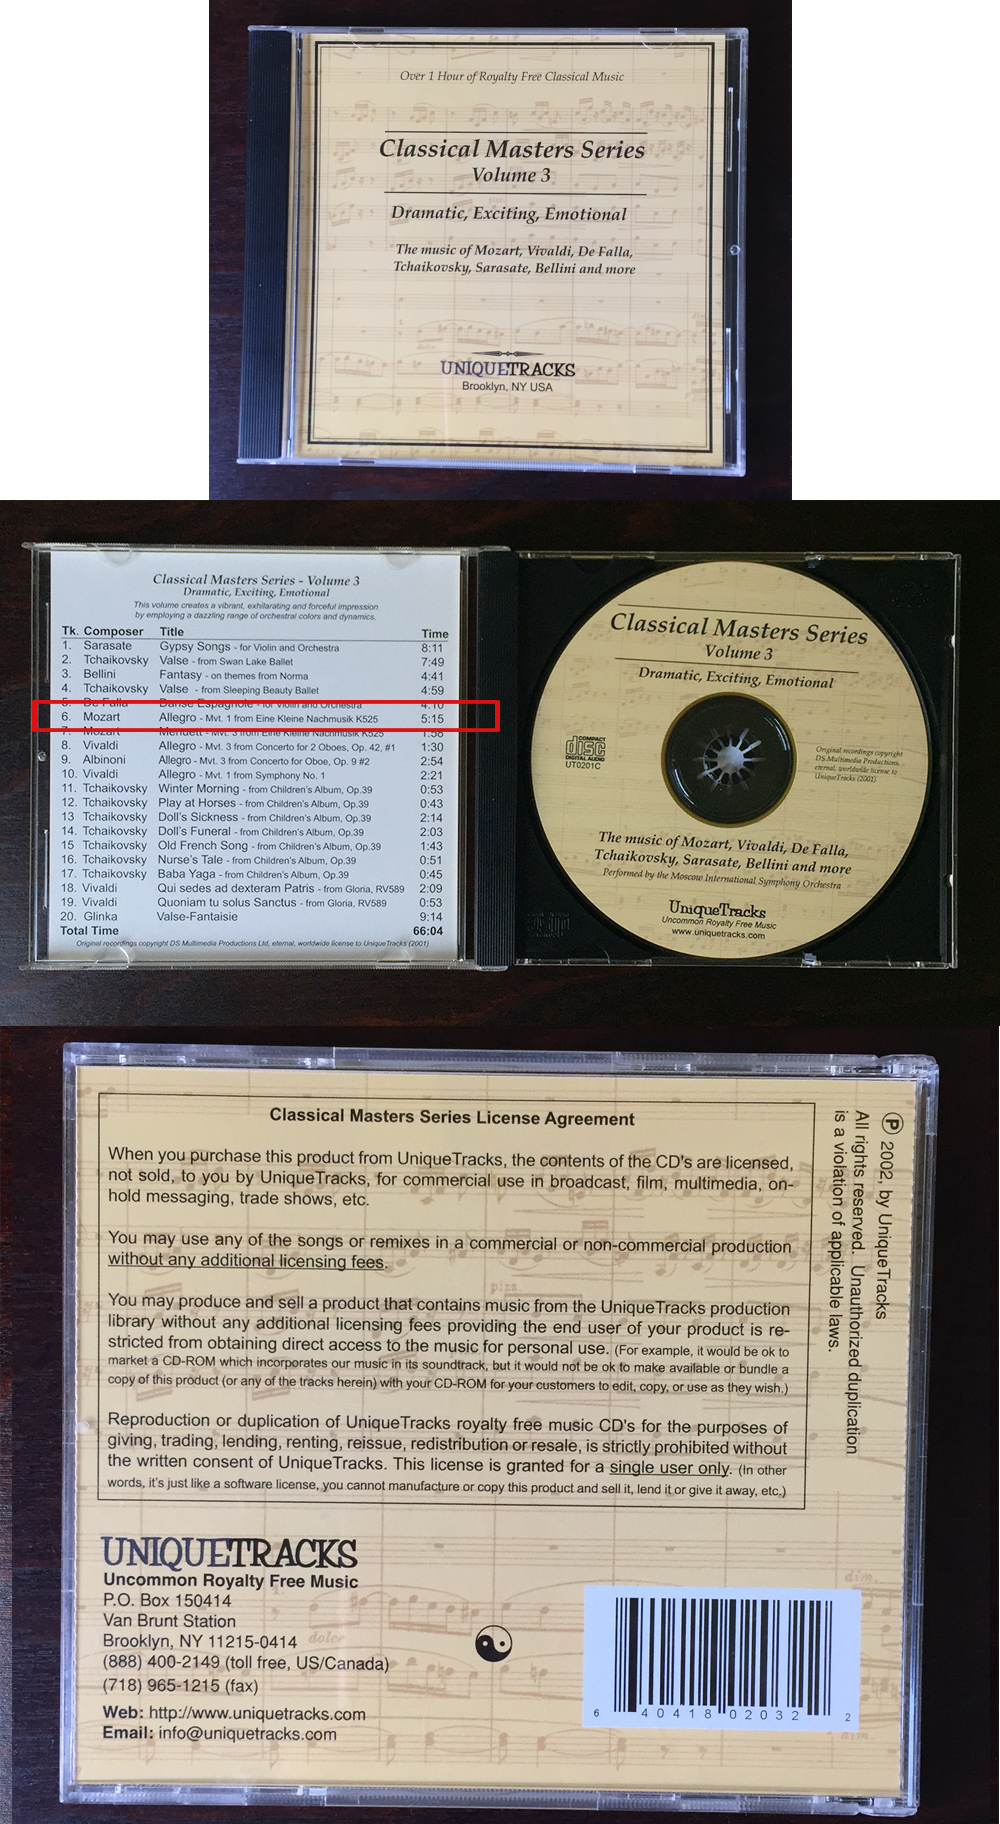 Over 1 Hour of Royalty Free Classical Music
Classical Masters Series
Volume 3
Dramatic, Exciting, Emotional
The music of Mozart, Vivaldi, De Falla,
Tchaikovsky, Sarasate, Bellini and more
UNIQUETRACKS
Brooklyn, NY USA
Classical Masters Series - Volume 3
Dramatic, Exciting, Emotional
This volume creates a vibrant, exhilarating and forceful impression
by employing a dazzling range of orchestral colors and dynamics.
Tk. Composer Title Time
1. Sarasate Gypsy Songs - for Violin and Orchestra 8:11
2. Tchaikovsky Valse - from Swan Lake Ballet 7:49
3. Bellini Fantasy - on themes from Norma 4:41
4. Tchaikovsky Valse - from Sleeping Beauty Ballet 4:59
5. De Falla Danse Espagnole - for Violin and Orchestra 4:10
6. Mozart Allegro - Mvt. 1 from Eine Kleine Nachmusik K525 5:15
7. Mozart Menuett - Mvt. 3 from Eine Kleine Nachmusik K525 1:58
8. Vivaldi Allegro - Mvt. 3 from Concerto for 2 Oboes, Op. 42, #1 1:30
9. Albinoni Allegro - Mvt. 3 from Concerto for Oboe, Op. 9 #2 2:54
10. Vivaldi Allegro - Mvt. 1 from Symphony No. 1 2:21
11. Tchaikovsky Winter Morning - from Children's Album, Op.39 0:53
12. Tchaikovsky Play at Horses - from Children's Album, Op.39 0:43
13 Tchaikovsky Doll's Sickness - from Children's Album, Op.39 2:14
14. Tchaikovsky Doll's Funeral - from Children's Album, Op.39 2:03
15 Tchaikovsky Old French Song - from Children's Album, Op.39 1:43
16. Tchaikovsky Nurse's Tale - from Children's Album, Op.39 0:51
17. Tchaikovsky Baba Yaga - from Children's Album, Op.39 0:45
18. Vivaldi Qui sedes ad dexteram Patris - from Gloria, RV589 2:09
19. Vivaldi Quoniam tu solus Sanctus - from Gloria, RV589 0:53
20. Glinka Valse-Fantaisie 9:14
Total Time 66:04
Original recordings copyright DS Multimedia Productions Ltd, eternal, worldwide license to UniqueTracks (2001)
Classical Masters Series
Volume 3
Dramatic, Exciting, Emotional
COMPACT
disc
DIGITAL AUDIO
UT0201C
Original recordings copyright
DS Multimedia Productions,
eternal, worldwide license to
UniqueTracks (2001)
The music of Mozart, Vivaldi, De Falla,
Tchaikovsky, Sarasate, Bellini and more
Performed by the Moscow International Symphony Orchestra
UniqueTracks
Uncommon Royalty Free Music
www.uniquetracks.com
Classical Masters Series License Agreement
When you purchase this product from UniqueTracks, the contents of the CD's are licensed,
not sold, to you by UniqueTracks, for commercial use in broadcast, film, multimedia, on-
hold messaging, trade shows, etc.
You may use any of the songs or remixes in a commercial or non-commercial production
without any additional licensing fees.
You may produce and sell a product that contains music from the UniqueTracks production
library without any additional licensing fees providing the end user of your product is re-
stricted from obtaining direct access to the music for personal use. (For example, it would be ok to
market a CD-ROM which incorporates our music in its soundtrack, but it would not be ok to make available or bundle a
copy of this product (or any of the tracks herein) with your CD-ROM for your customers to edit, copy, or use as they wish.)
Reproduction or duplication of UniqueTracks royalty free music CD's for the purposes of
giving, trading, lending, renting, reissue, redistribution or resale, is strictly prohibited without
the written consent of UniqueTracks. This license is granted for a single user only. (In other
words, it's just like a software license, you cannot manufacture or copy this product and sell it, lend it or give it away, etc.)
Ⓟ 2002, by UniqueTracks
All rights reserved. Unauthorized duplication
is a violation of applicable laws.
pizz.
UNIQUETRACKS
Uncommon Royalty Free Music
P.O. Box 150414
Van Brunt Station
Brooklyn, NY 11215-0414
(888) 400-2149 (toll free, US/Canada)
(718) 965-1215 (fax)
Web: http://www.uniquetracks.com
Email: info@uniquetracks.com
dolce
dim.
dim.
6 40418 02032 2